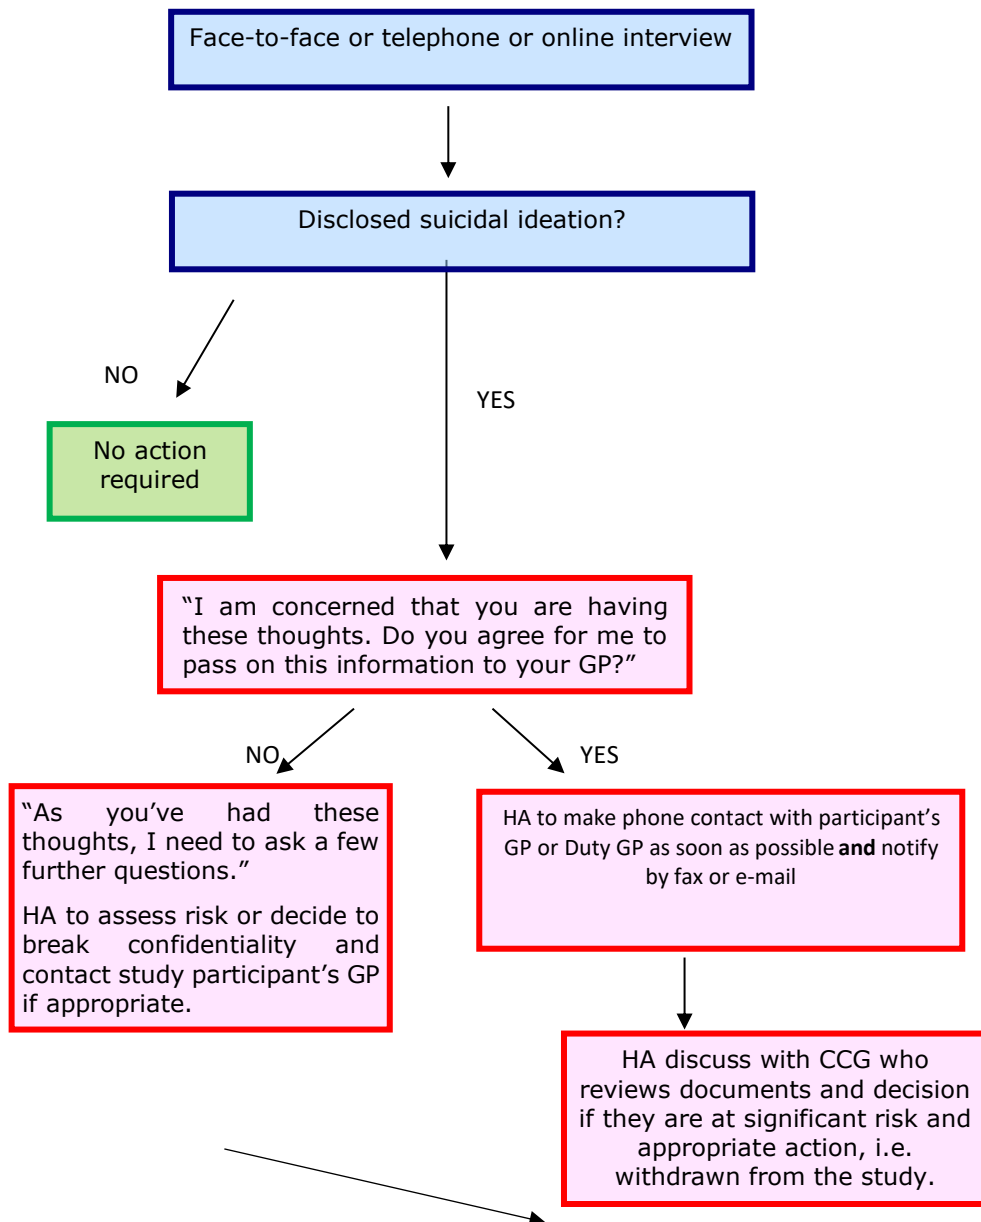 Face-to-face or telephone or online interview
Disclosed suicidal ideation?
NO
YES
No action
required
“I am concerned that you are having
these thoughts. Do you agree for me to
pass on this information to your GP?”
NO
YES
“As you’ve had these
thoughts, I need to ask a few
further questions.”
HA to assess risk or decide to
break confidentiality and
contact study participant’s GP
if appropriate.
HA to make phone contact with participant’s
GP or Duty GP as soon as possible and notify
by fax or e-mail
HA discuss with CCG who
reviews documents and decision
if they are at significant risk and
appropriate action, i.e.
withdrawn from the study.